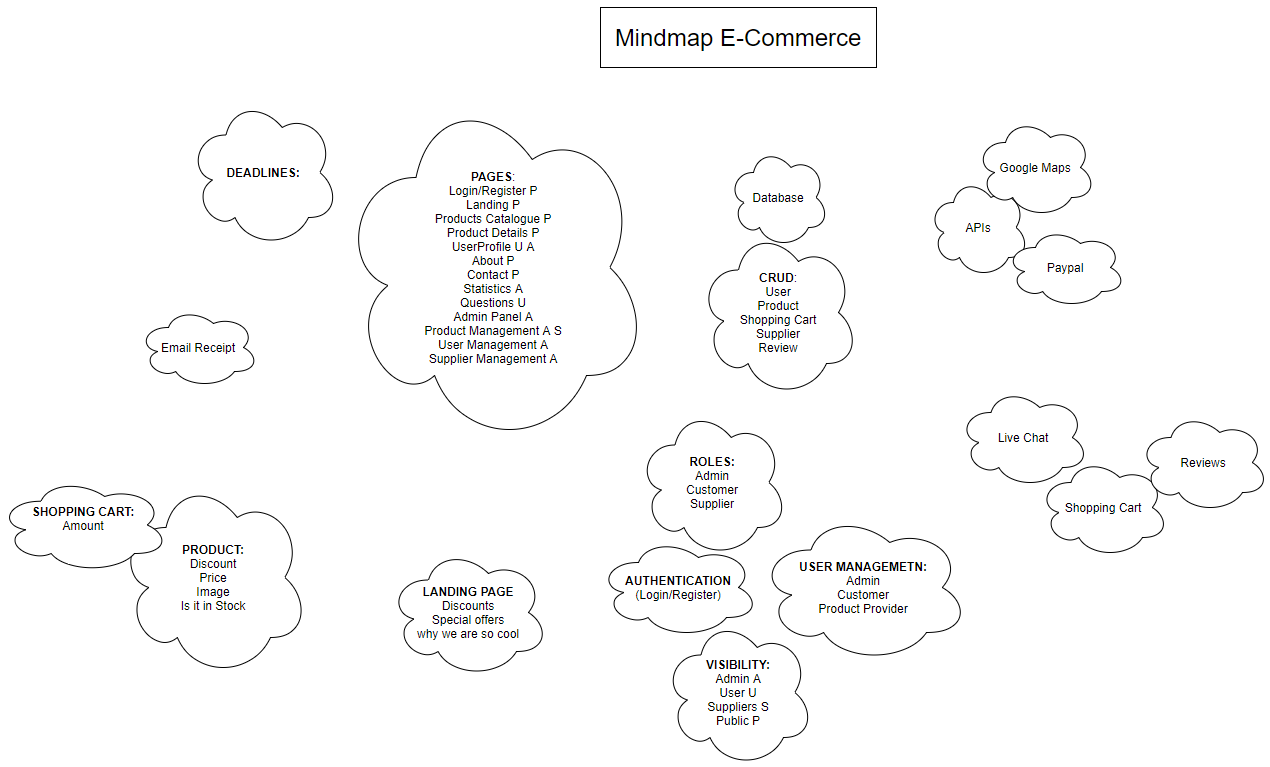 Mindmap E-Commerce
DEADLINES:
PAGES:
Login/Register P
Landing P
Products Catalogue P
Product Details P
UserProfile U A
About P
Contact P
Statistics A
Questions U
Admin Panel A
Product Management A S
User Management A
Supplier Management A
Database
CRUD:
User
Product
Shopping Cart
Supplier
Review
Google Maps
APIs
Paypal
Email Receipt
Live Chat
Reviews
Shopping Cart
ROLES:
Admin
Customer
Supplier
SHOPPING CART:
Amount
PRODUCT:
Discount
Price
Image
Is it in Stock
LANDING PAGE
Discounts
Special offers
why we are so cool
AUTHENTICATION
(Login/Register)
USER MANAGEMETN:
Admin
Customer
Product Provider
VISIBILITY:
Admin A
User U
Suppliers S
Public P